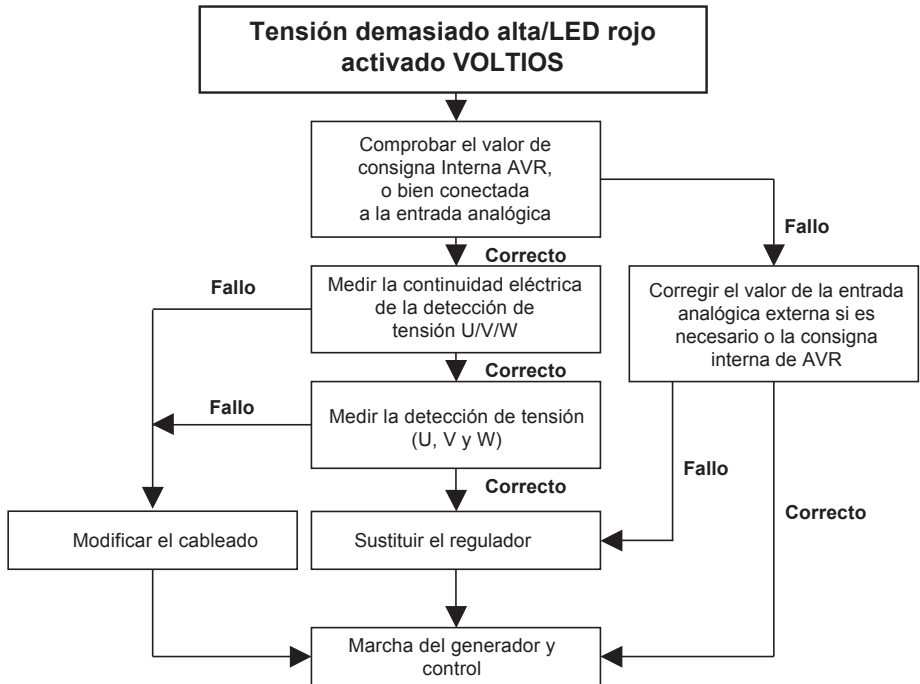 Tensión demasiado alta/LED rojo
activado VOLTIOS
Comprobar el valor de
consigna Interna AVR,
o bien conectada
a la entrada analógica
Fallo
Correcto
Fallo
Medir la continuidad eléctrica
de la detección de
tensión U/V/W
Corregir el valor de la entrada
analógica externa si es
necesario o la consigna
interna de AVR
Correcto
Fallo
Medir la detección de tensión
(U, V y W)
Fallo
Correcto
Correcto
Modificar el cableado
Sustituir el regulador
Marcha del generador y
control